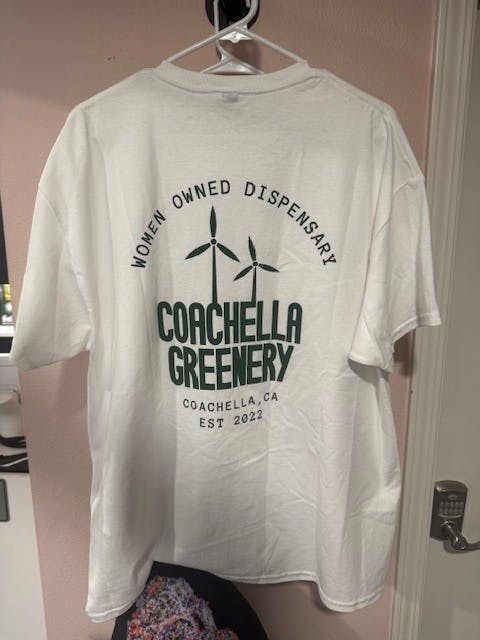 WOMEN OWNED DISPENSARY
COACHELLA
GREENERY
COACHELLA, CA
EST 2022